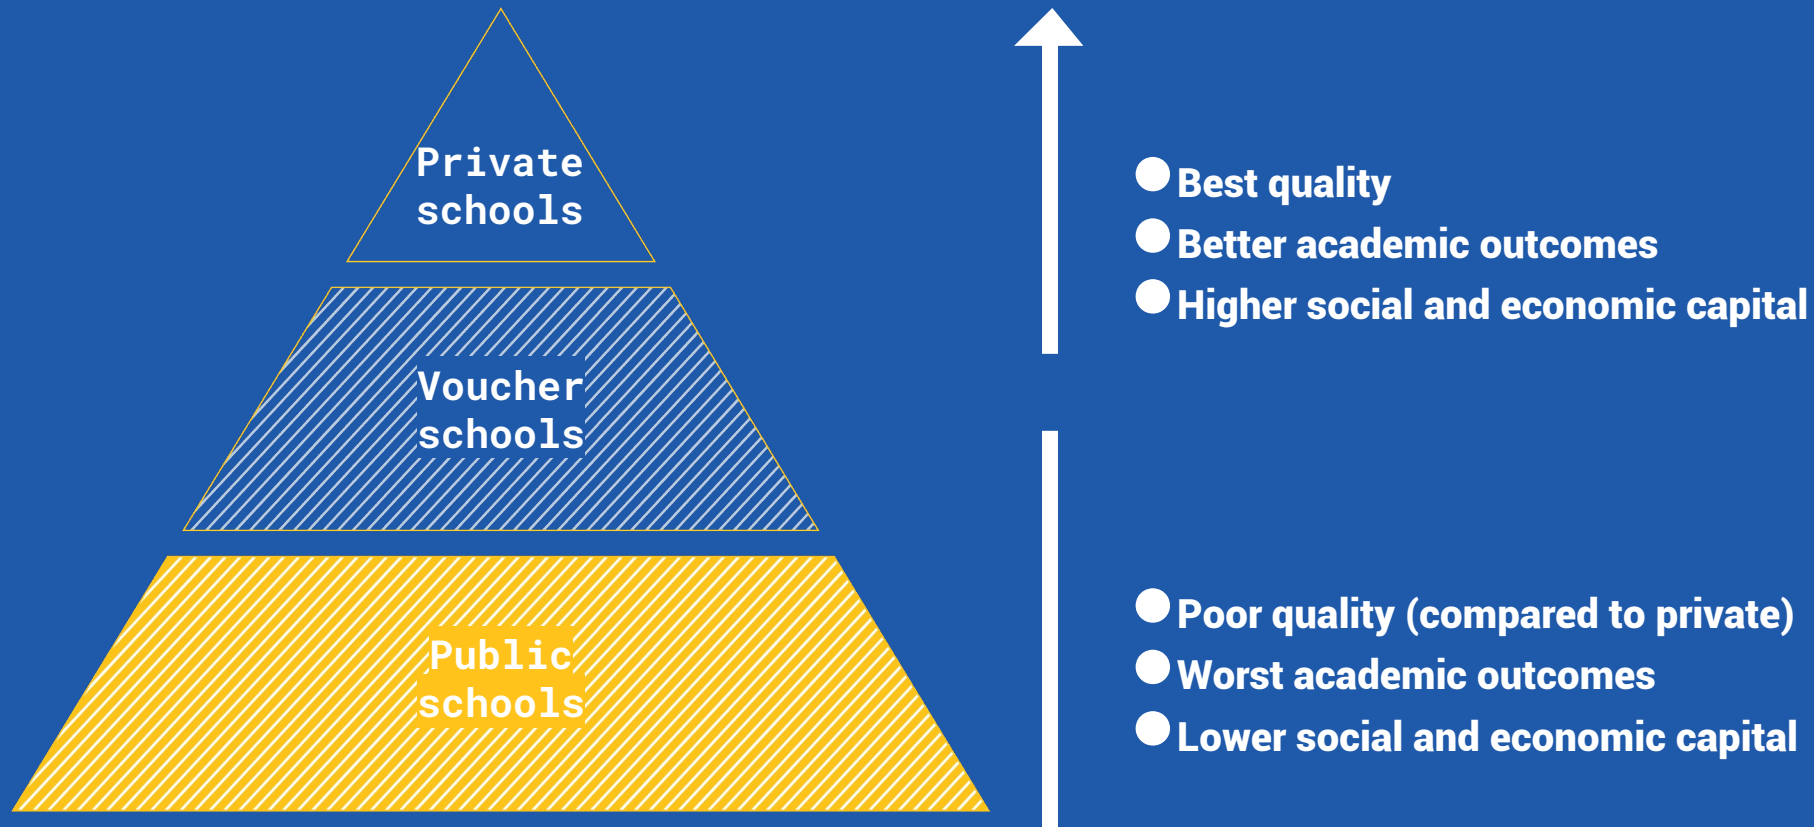 Private
schools
Voucher
schools
Public
schools
Best quality
Better academic outcomes
Higher social and economic capital
Poor quality (compared to private)
Worst academic outcomes
Lower social and economic capital